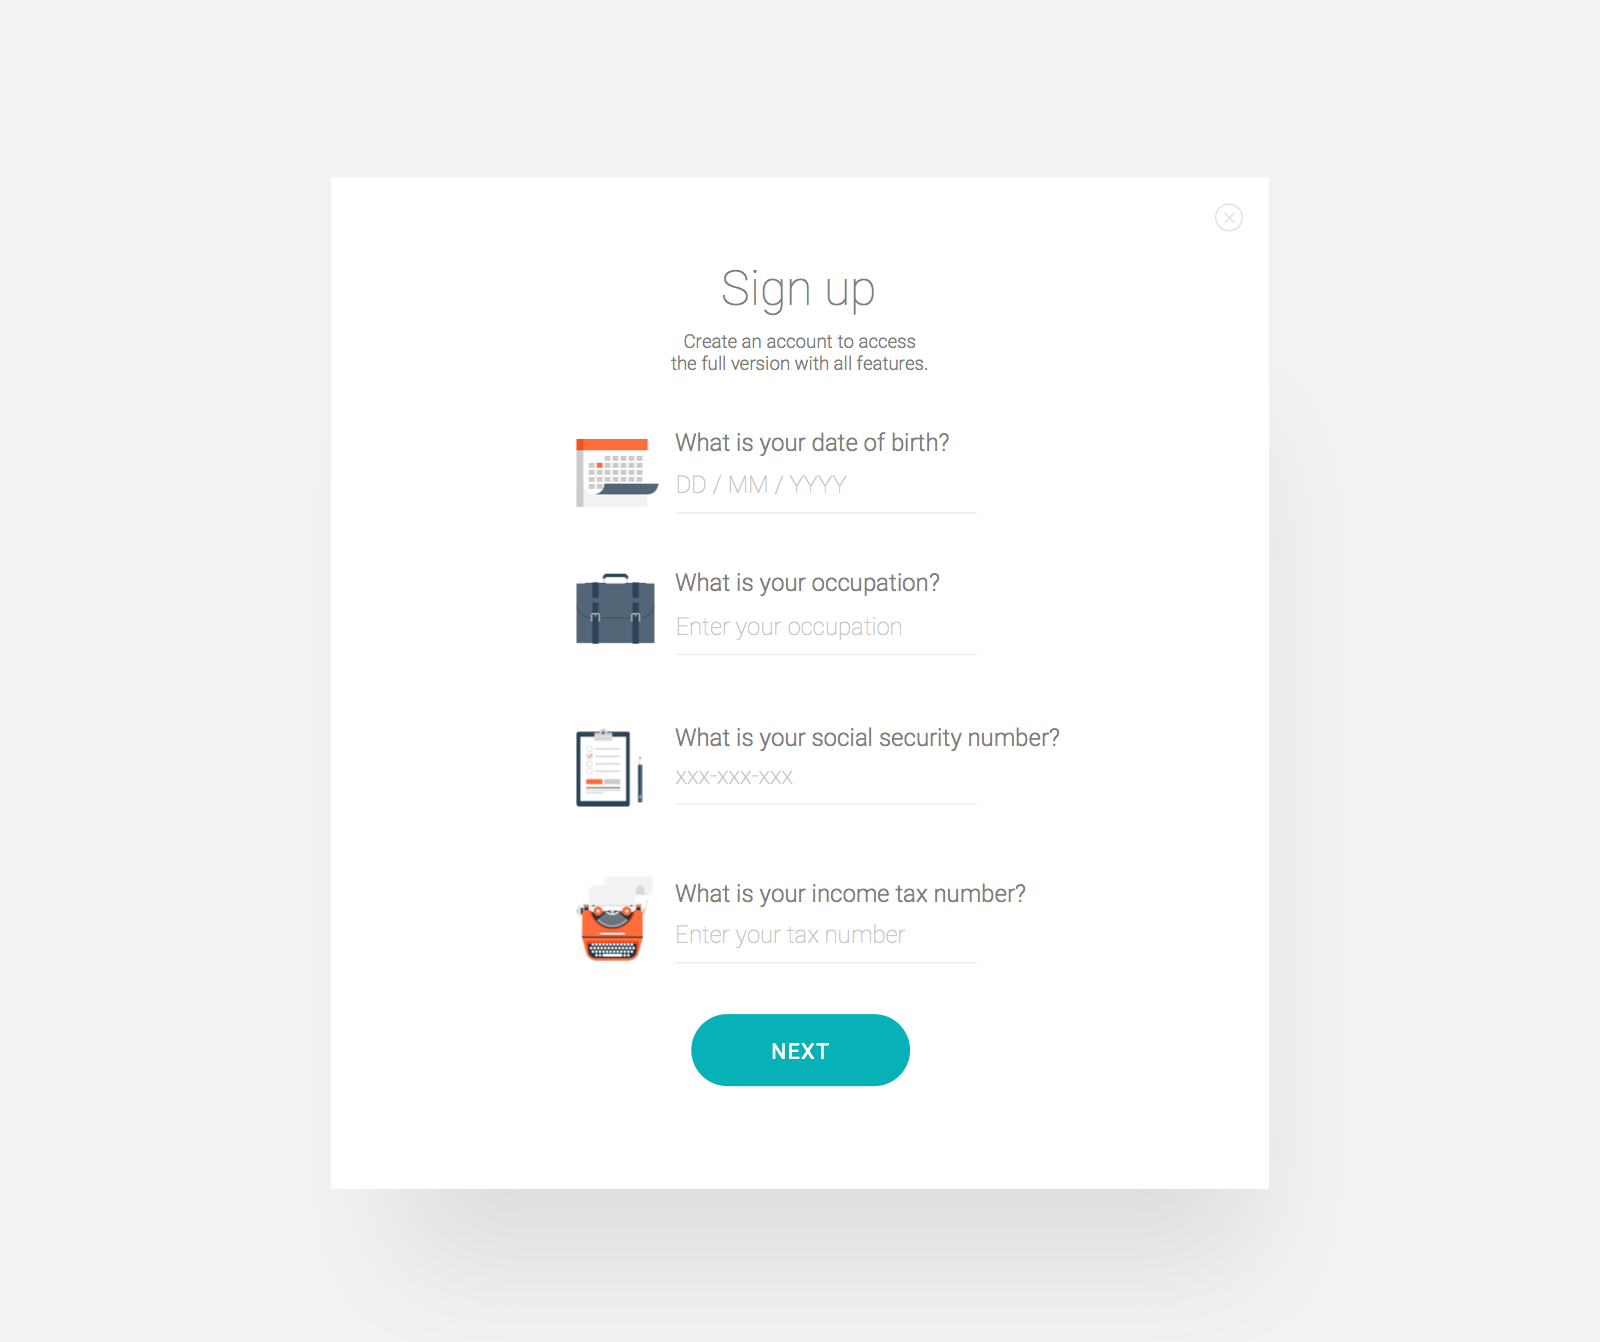 Sign up
Create an account to access
the full version with all features.
What is your date of birth?
DD / MM / YYYY
What is your occupation?
Enter your occupation
What is your social security number?
xxx-xxx-xxx
What is your income tax number?
Enter your tax number
NEXT